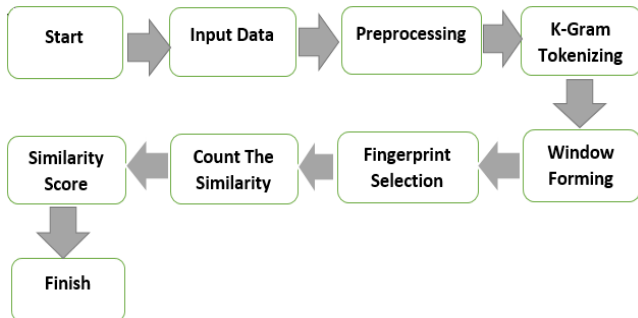 Start
Input Data
Preprocessing
K-Gram
Tokenizing
Window
Forming
Fingerprint
Selection
Count The
Similarity
Similarity
Score
Finish